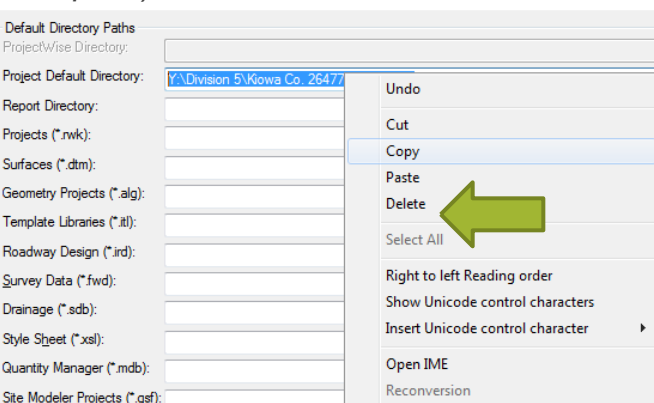 Default Directory Paths
ProjectWise Directory:
Project Default Directory: Y:\Division 5\Kiowa Co. 26477
Report Directory:
Projects (*.rwk):
Surfaces (*.dtm):
Geometry Projects (*.alg):
Template Libraries (*.itl):
Roadway Design (*.ird):
Survey Data (*.fwd):
Drainage (*.sdb):
Style Sheet (*.xsl):
Quantity Manager (*.mdb):
Site Modeler Projects (*.gsf):
Undo
Cut
Copy
Paste
Delete
Select All
Right to left Reading order
Show Unicode control characters
Insert Unicode control character
Open IME
Reconversion